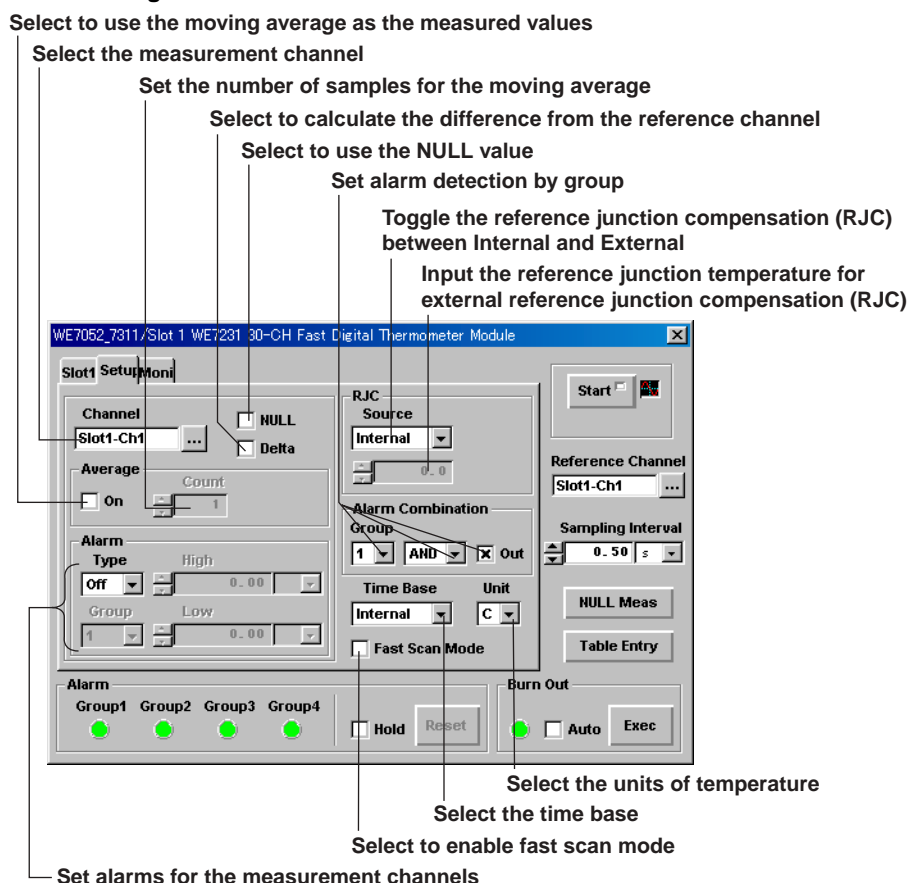 Select to use the moving average as the measured values
Select the measurement channel
Set the number of samples for the moving average
Select to calculate the difference from the reference channel
Select to use the NULL value
Set alarm detection by group
Toggle the reference junction compensation (RJC)
between Internal and External
Input the reference junction temperature for
external reference junction compensation (RJC)
WE7052_7311/Slot 1 WE7231 30-CH Fast Digital Thermometer Module
Slot1 Setup Moni
Channel
Slot1-Ch1 ...
NULL
Delta
Average
On
Count
1
Alarm
Type
Off
High
0.00
Group
1
Low
0.00
RJC
Source
Internal
0.0
Alarm Combination
Group
1 AND Out
Time Base
Internal
Unit
C
Fast Scan Mode
Start
Reference Channel
Slot1-Ch1 ...
Sampling Interval
0.50 s
NULL Meas
Table Entry
Alarm
Group1 Group2 Group3 Group4
Hold Reset
Burn Out
Auto Exec
Select the units of temperature
Select the time base
Select to enable fast scan mode
Set alarms for the measurement channels